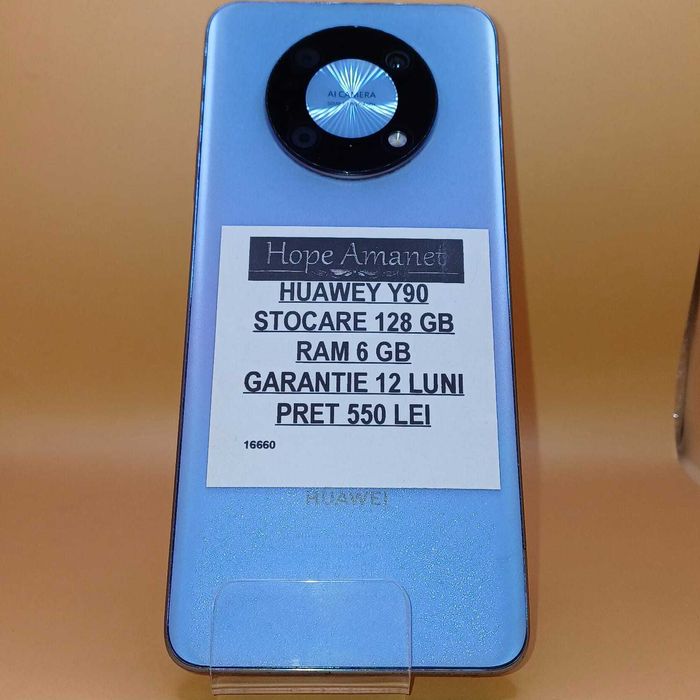 AI CAMERA
Hope Amanet
HUAWEY Y90
STOCARE 128 GB
RAM 6 GB
GARANTIE 12 LUNI
PRET 550 LEI
16660
HUAWEI